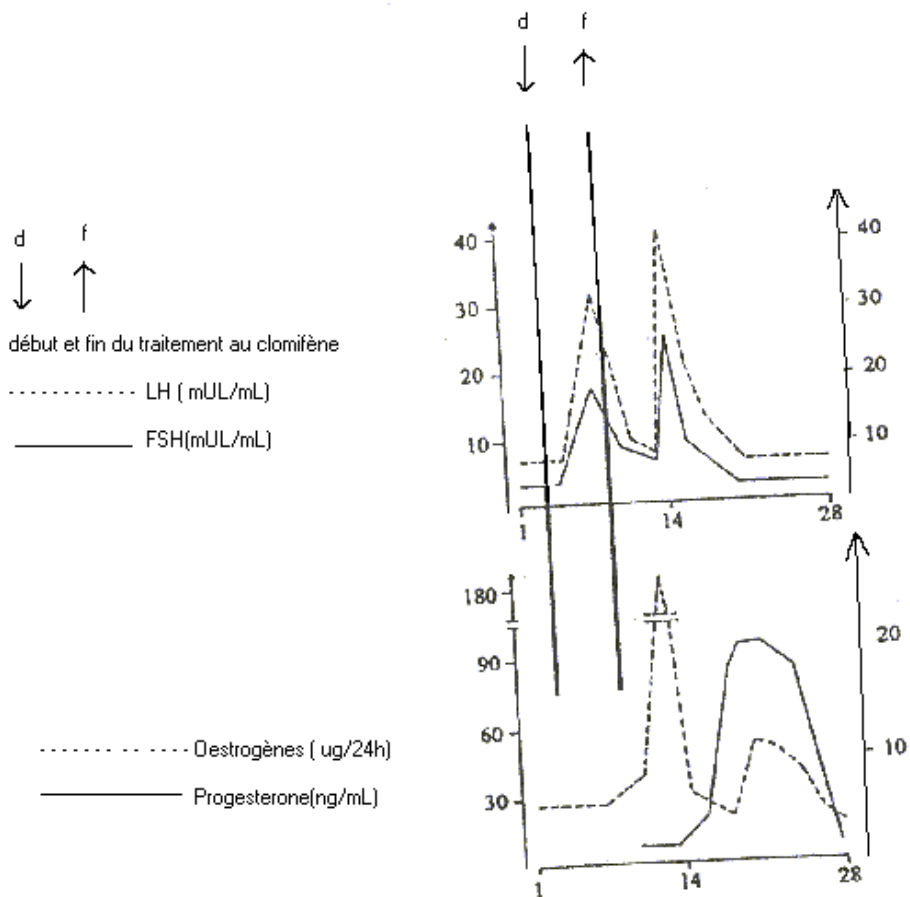 d f
d f
début et fin du traitement au clomifène
LH ( mUL/mL)
FSH(mUL/mL)
40
30
20
10
40
30
20
10
1 14 28
Oestrogènes ( ug/24h)
Progesterone(ng/mL)
180
90
60
30
20
10
1 14 28